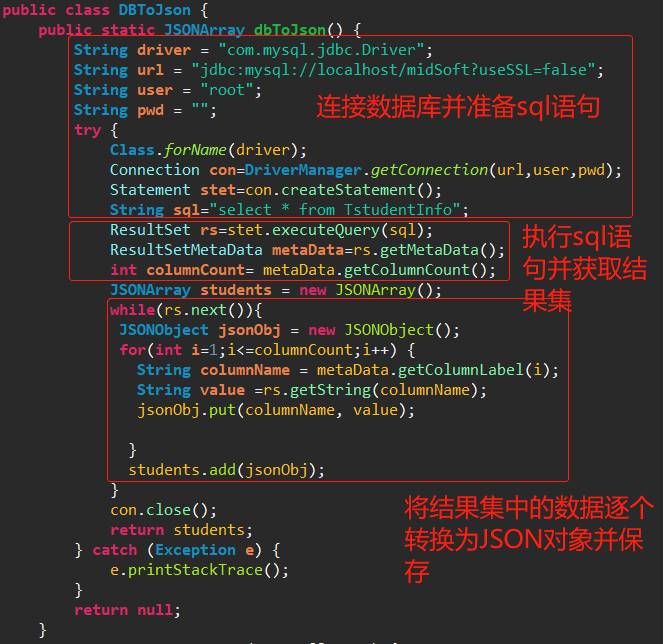 public class DBToJson {
public static JSONArray dbToJson() {
String driver = "com.mysql.jdbc.Driver";
String url = "jdbc:mysql://localhost/midSoft?useSSL=false";
String user = "root";
String pwd = "";
连接数据库并准备sql语句
try {
Class.forName(driver);
Connection con=DriverManager.getConnection(url,user,pwd);
Statement stet=con.createStatement();
String sql="select * from TstudentInfo";
ResultSet rs=stet.executeQuery(sql);
ResultSetMetaData metaData=rs.getMetaData();
int columnCount= metaData.getColumnCount();
执行sql语
句并获取结
果集
JSONArray students = new JSONArray();
while(rs.next()){
JSONObject jsonObj = new JSONObject();
for(int i=1;i<=columnCount;i++) {
String columnName = metaData.getColumnLabel(i);
String value =rs.getString(columnName);
jsonObj.put(columnName, value);
}
students.add(jsonObj);
}
将结果集中的数据逐个
转换为JSON对象并保
存
con.close();
return students;
} catch (Exception e) {
e.printStackTrace();
}
return null;
}